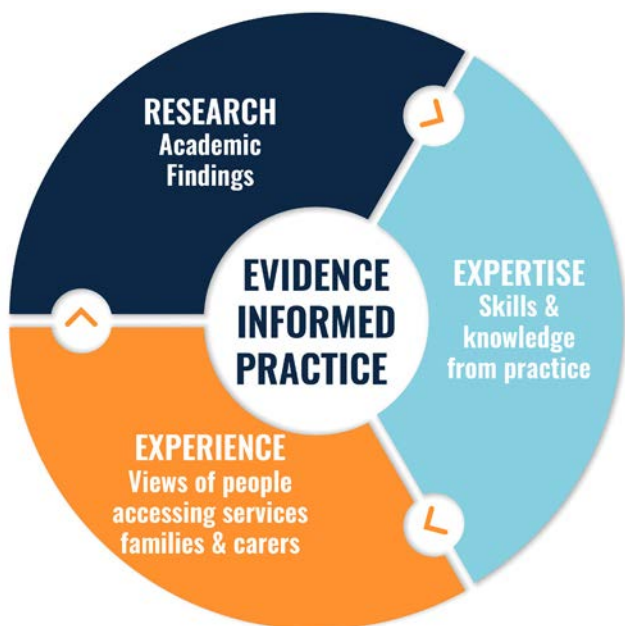 RESEARCH
Academic
Findings
EXPERTISE
Skills &
knowledge
from practice
EXPERIENCE
Views of people
accessing services
families & carers
EVIDENCE
INFORMED
PRACTICE